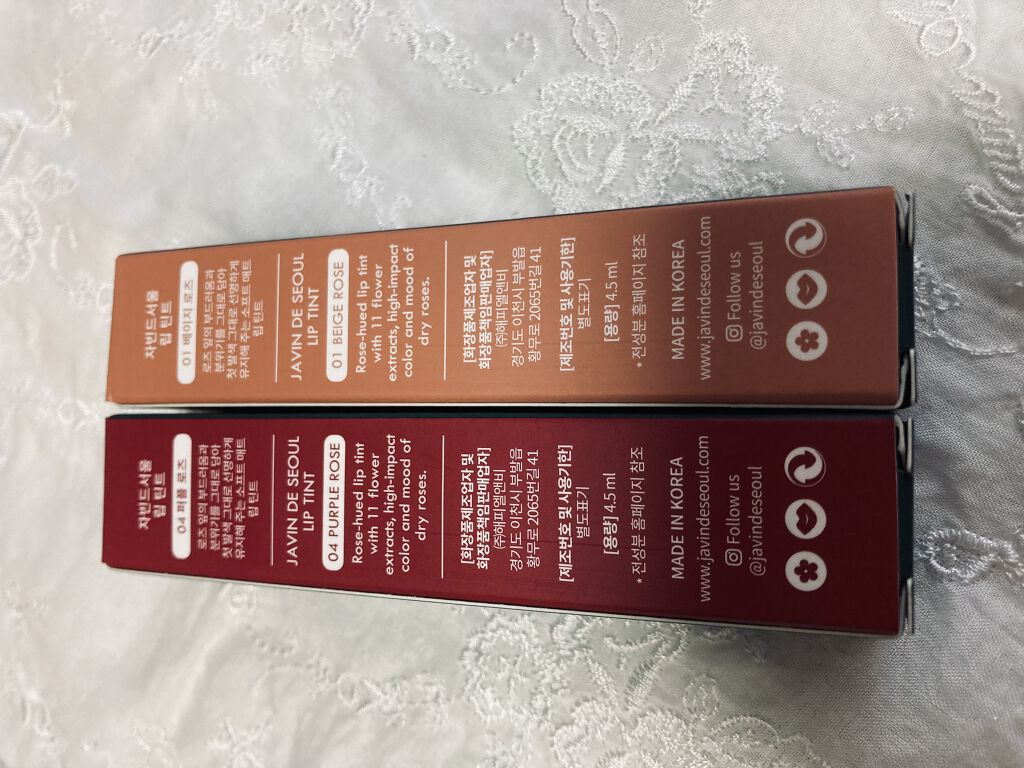 자빈드서울
립 틴트
01 베이지 로즈
로즈 잎의 부드러움과
분위기를 그대로 담아
첫 발색 그대로 선명하게
유지해 주는 소프트 매트
립 틴트
JAVIN DE SEOUL
LIP TINT
01 BEIGE ROSE
Rose-hued lip tint
with 11 flower
extracts, high-impact
color and mood of
dry roses.
[화장품제조업자 및
화장품책임판매업자]
(주)해피엘앤비
경기도 이천시 부발읍
황무로 2065번길 41
[제조번호 및 사용기한]
별도표기
[용량] 4.5 ml
* 전성분 홈페이지 참조
MADE IN KOREA
www.javindeseoul.com
Follow us
@javindeseoul
자빈드서울
립 틴트
04 퍼플 로즈
로즈 잎의 부드러움과
분위기를 그대로 담아
첫 발색 그대로 선명하게
유지해 주는 소프트 매트
립 틴트
JAVIN DE SEOUL
LIP TINT
04 PURPLE ROSE
Rose-hued lip tint
with 11 flower
extracts, high-impact
color and mood of
dry roses.
[화장품제조업자 및
화장품책임판매업자]
(주)해피엘앤비
경기도 이천시 부발읍
황무로 2065번길 41
[제조번호 및 사용기한]
별도표기
[용량] 4.5 ml
* 전성분 홈페이지 참조
MADE IN KOREA
www.javindeseoul.com
Follow us
@javindeseoul